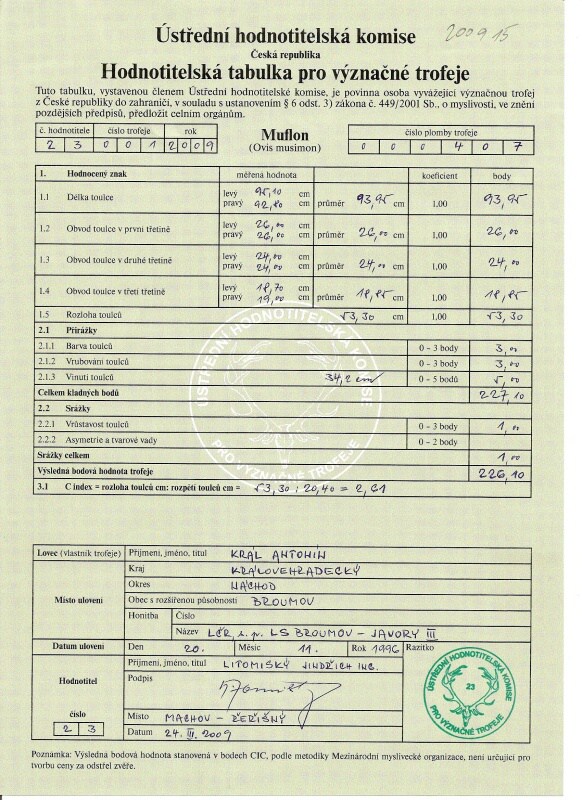 200915
Ústřední hodnotitelská komise
Česká republika
Hodnotitelská tabulka pro význačné trofeje
Tuto tabulku, vystavenou členem Ústřední hodnotitelské komise, je povinna osoba vyvážející význačnou trofej
z České republiky do zahraničí, v souladu s ustanovením § 6 odst. 3) zákona č. 449/2001 Sb., o myslivosti, ve znění
pozdějších předpisů, předložit celním orgánům.
č. hodnotitele číslo trofeje rok Muflon číslo plomby trofeje
2 3 0 0 1 2009 (Ovis musimon) 0 0 0 4 0 7
1. Hodnocený znak měřená hodnota koeficient body
1.1 Délka toulce levý 95,10 cm pravý 92,80 cm průměr 93,95 cm 1,00 93,95
1.2 Obvod toulce v první třetině levý 26,00 cm pravý 26,00 cm průměr 26,00 cm 1,00 26,00
1.3 Obvod toulce v druhé třetině levý 24,00 cm pravý 24,00 cm průměr 24,00 cm 1,00 24,00
1.4 Obvod toulce v třetí třetině levý 18,70 cm pravý 19,00 cm průměr 18,85 cm 1,00 18,85
1.5 Rozloha toulců 53,30 cm 1,00 53,30
2.1 Přirážky
2.1.1 Barva toulců 0 – 3 body 3,00
2.1.2 Vrubování toulců 0 – 3 body 3,00
2.1.3 Vinutí toulců 34,2 cm 0 – 5 bodů 5,00
Celkem kladných bodů 227,10
2.2 Srážky
2.2.1 Vrůstavost toulců 0 – 3 body 1,00
2.2.2 Asymetrie a tvarové vady 0 – 2 body
Srážky celkem 1,00
Výsledná bodová hodnota trofeje 226,10
3.1 C index = rozloha toulců cm: rozpětí toulců cm = 53,30 : 20,40 = 2,61
ÚSTŘEDNÍ HODNOTITELSKÁ KOMISE
PRO VÝZNAČNÉ TROFEJE
Lovec (vlastník trofeje) Příjmení, jméno, titul KRÁL ANTONÍN
Místo ulovení Kraj KRÁLOVEHRADECKÝ
Okres NÁCHOD
Obec s rozšířenou působností BROUMOV
Honitba Číslo
Název LČR, s.p. LS BROUMOV – JAVORY III
Datum ulovení Den 20. Měsíc 11. Rok 1996 Razítko
Hodnotitel Příjmení, jméno, titul LITOMISKÝ JINDŘICH ING.
Podpis
číslo Místo MACHOV – ŘEŘIŠNÝ
2 3 Datum 24. III. 2009
ÚSTŘEDNÍ HODNOTITELSKÁ KOMISE
23
PRO VÝZNAČNÉ TROFEJE
Poznámka: Výsledná bodová hodnota stanovená v bodech CIC, podle metodiky Mezinárodní myslivecké organizace, není určující pro
tvorbu ceny za odstřel zvěře.